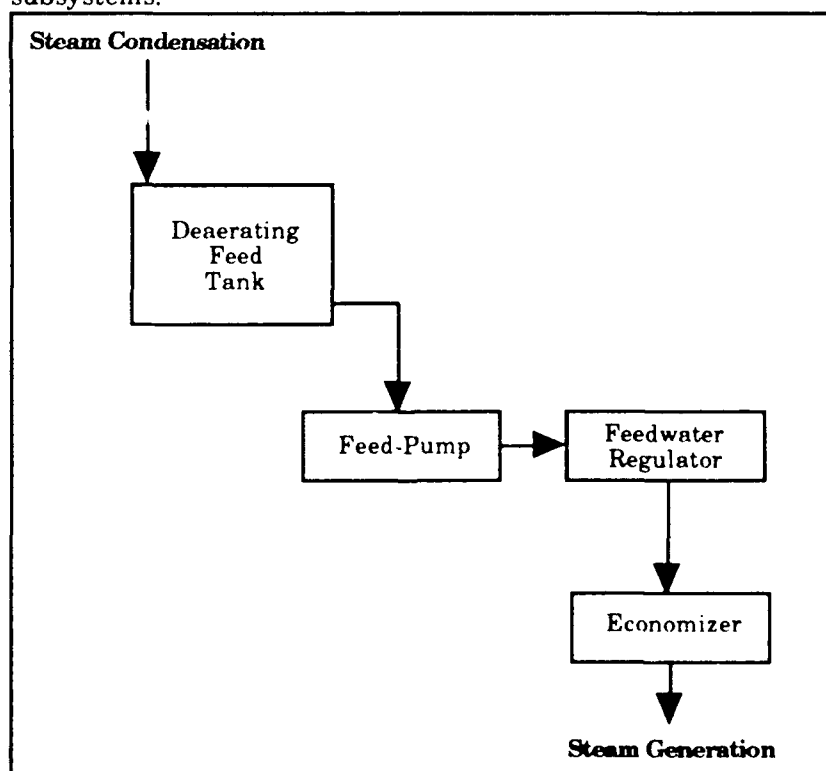 subsystems.
Steam Condensation
Deaerating
Feed
Tank
Feed-Pump
Feedwater
Regulator
Economizer
Steam Generation